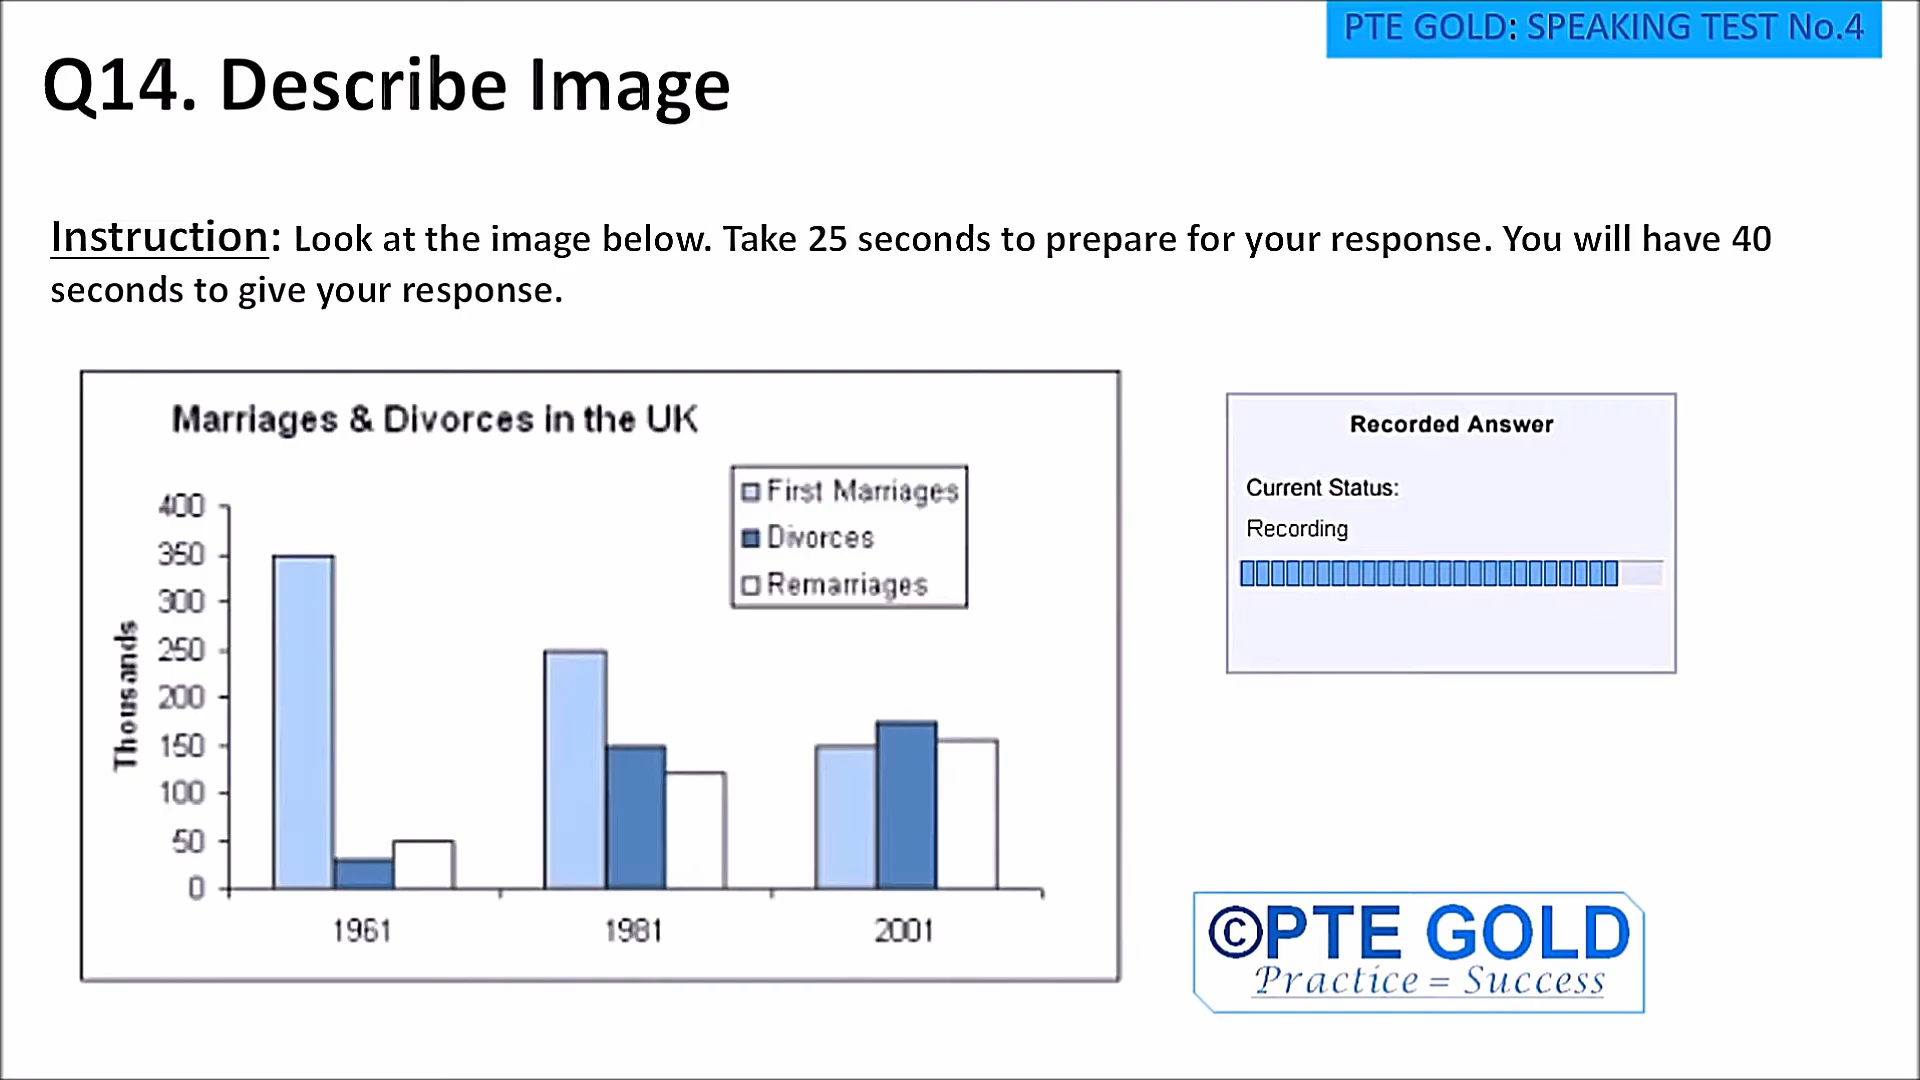 PTE GOLD: SPEAKING TEST No.4
Q14. Describe Image
Instruction: Look at the image below. Take 25 seconds to prepare for your response. You will have 40
seconds to give your response.
Marriages & Divorces in the UK
First Marriages
Divorces
Remarriages
Thousands
400
350
300
250
200
150
100
50
0
1961 1981 2001
Recorded Answer
Current Status:
Recording
©PTE GOLD
Practice = Success